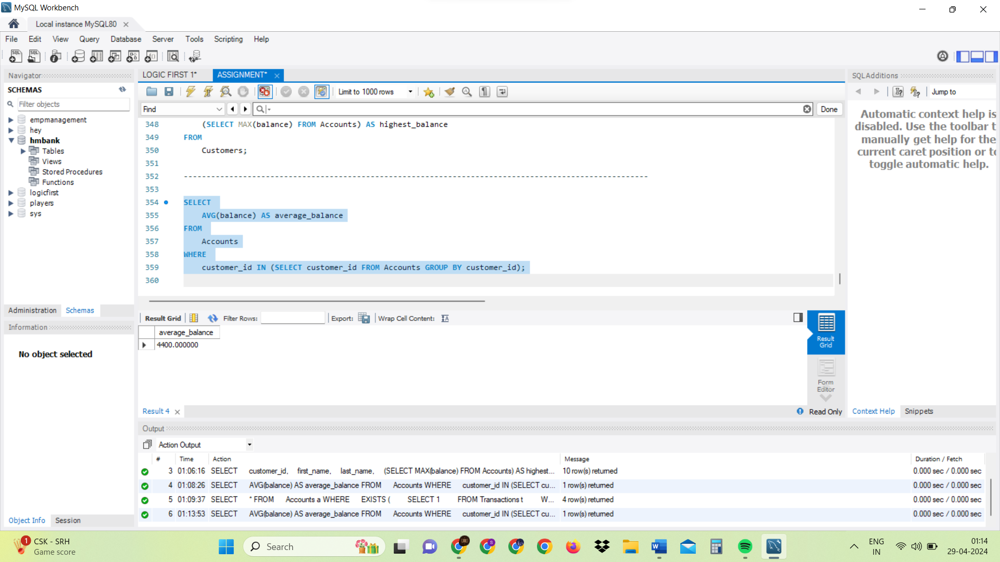 MySQL Workbench
Local instance MySQL80
File Edit View Query Database Server Tools Scripting Help
Navigator
SCHEMAS
Filter objects
empmanagement
hey
hmbank
Tables
Views
Stored Procedures
Functions
logicfirst
players
sys
Administration Schemas
Information
No object selected
Object Info Session
LOGIC FIRST 1* ASSIGNMENT*
Limit to 1000 rows
Find Done
348 (SELECT MAX(balance) FROM Accounts) AS highest_balance
349 FROM
350 Customers;
351
352 ------------------------------------------------------------------------------------------------------
353
354 SELECT
355 AVG(balance) AS average_balance
356 FROM
357 Accounts
358 WHERE
359 customer_id IN (SELECT customer_id FROM Accounts GROUP BY customer_id);
360
Result Grid Filter Rows: Export: Wrap Cell Content:
average_balance
4400.000000
Result
Grid
Form
Editor
Result 4 Read Only
SQLAdditions
Jump to
Automatic context help is
disabled. Use the toolbar t
manually get help for the
current caret position or to
toggle automatic help.
Context Help Snippets
Output
Action Output
# Time Action Message Duration / Fetch
3 01:06:16 SELECT customer_id, first_name, last_name, (SELECT MAX(balance) FROM Accounts) AS highest... 10 row(s) returned 0.000 sec / 0.000 sec
4 01:08:26 SELECT AVG(balance) AS average_balance FROM Accounts WHERE customer_id IN (SELECT cu... 1 row(s) returned 0.000 sec / 0.000 sec
5 01:09:37 SELECT * FROM Accounts a WHERE EXISTS ( SELECT 1 FROM Transactions t W... 4 row(s) returned 0.000 sec / 0.000 sec
6 01:13:53 SELECT AVG(balance) AS average_balance FROM Accounts WHERE customer_id IN (SELECT cu... 1 row(s) returned 0.000 sec / 0.000 sec
1
CSK - SRH
Game score
Search
ENG
IN
01:14
29-04-2024